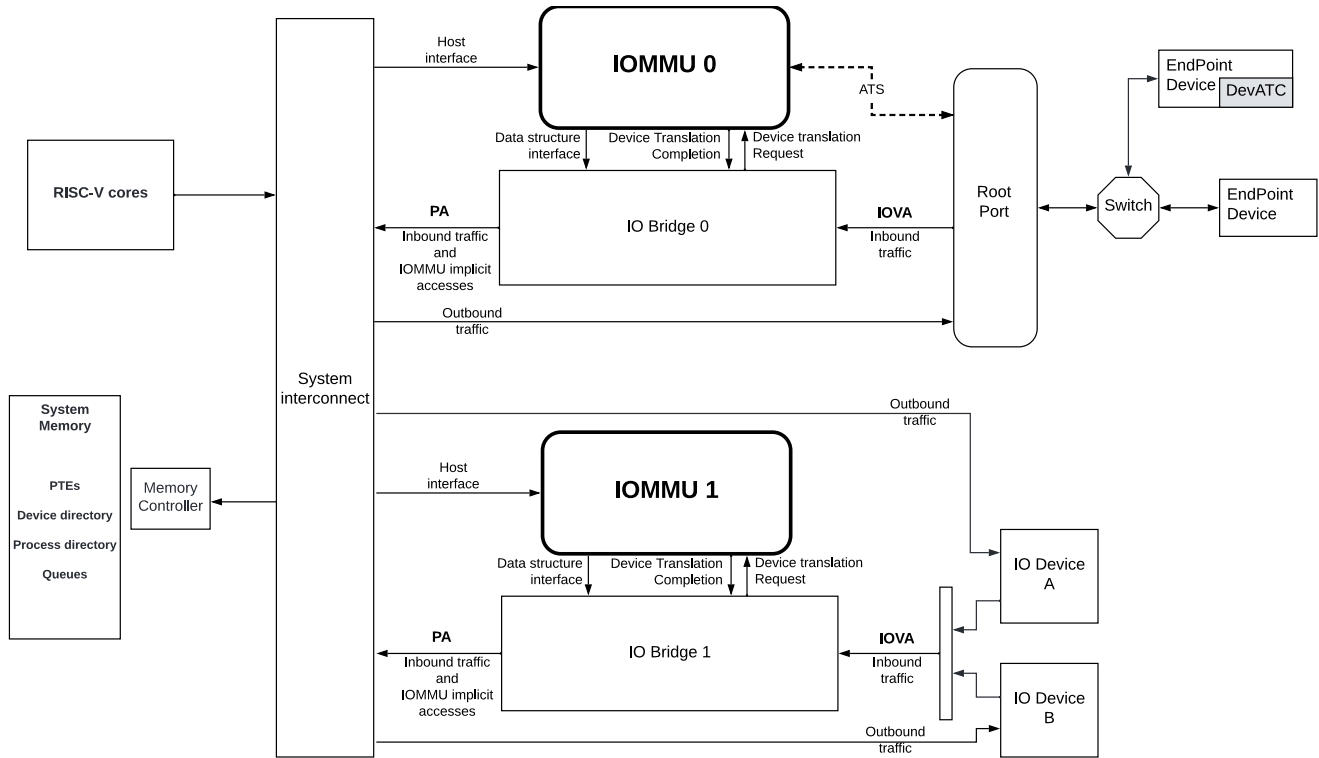 Host
interface
IOMMU 0
ATS
EndPoint
Device
DevATC
Data structure
interface
Device Translation
Completion
Device translation
Request
RISC-V cores
PA
Inbound traffic
and
IOMMU implicit
accesses
IO Bridge 0
IOVA
Inbound
traffic
Root
Port
Switch
EndPoint
Device
Outbound
traffic
System
interconnect
System
Memory
PTEs
Device directory
Process directory
Queues
Memory
Controller
Outbound
traffic
Host
interface
IOMMU 1
Data structure
interface
Device Translation
Completion
Device translation
Request
IO Device
A
PA
Inbound traffic
and
IOMMU implicit
accesses
IO Bridge 1
IOVA
Inbound
traffic
IO Device
B
Outbound
traffic